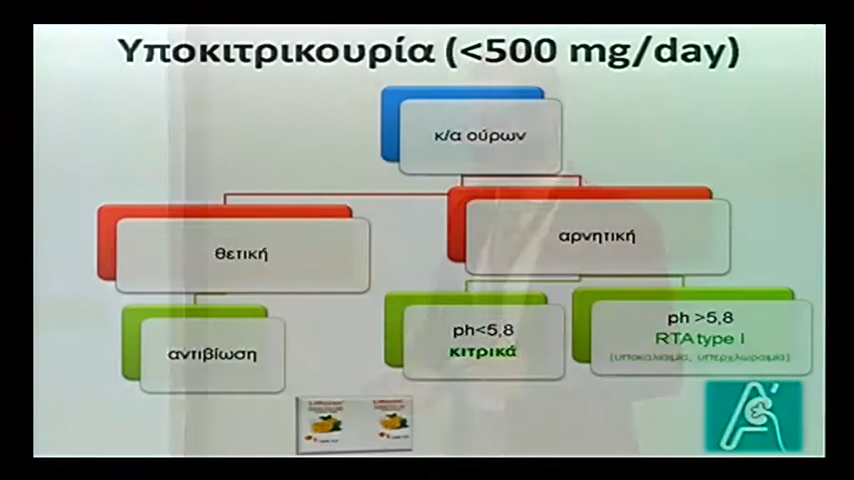 Υποκιτρικουρία (<500 mg/day)
κ/α ούρων
θετική
αρνητική
αντιβίωση
ph<5,8
κιτρικά
ph >5,8
RTA type I
(υποκαλιαιμία, υπερχλωραιμία)